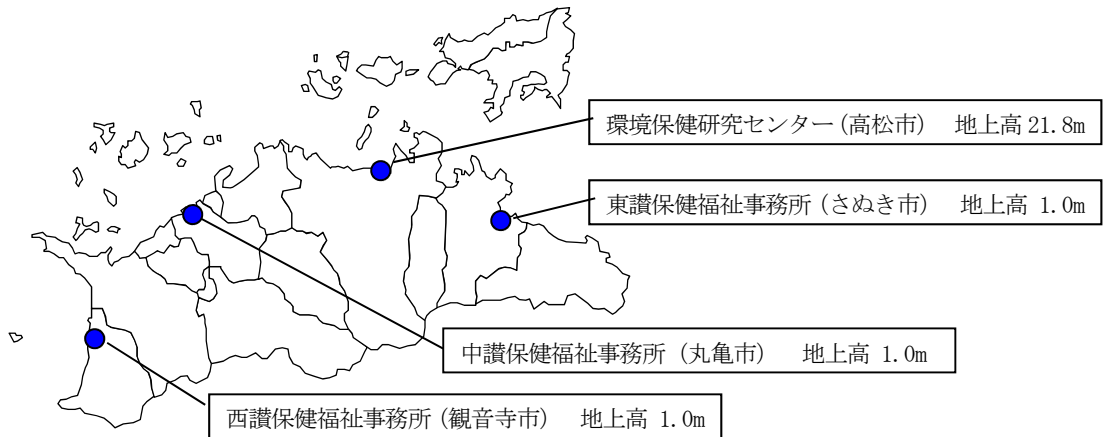 環境保健研究センター(高松市)　地上高 21.8m
東讃保健福祉事務所(さぬき市)　地上高 1.0m
中讃保健福祉事務所 (丸亀市)　地上高 1.0m
西讃保健福祉事務所(観音寺市)　地上高 1.0m